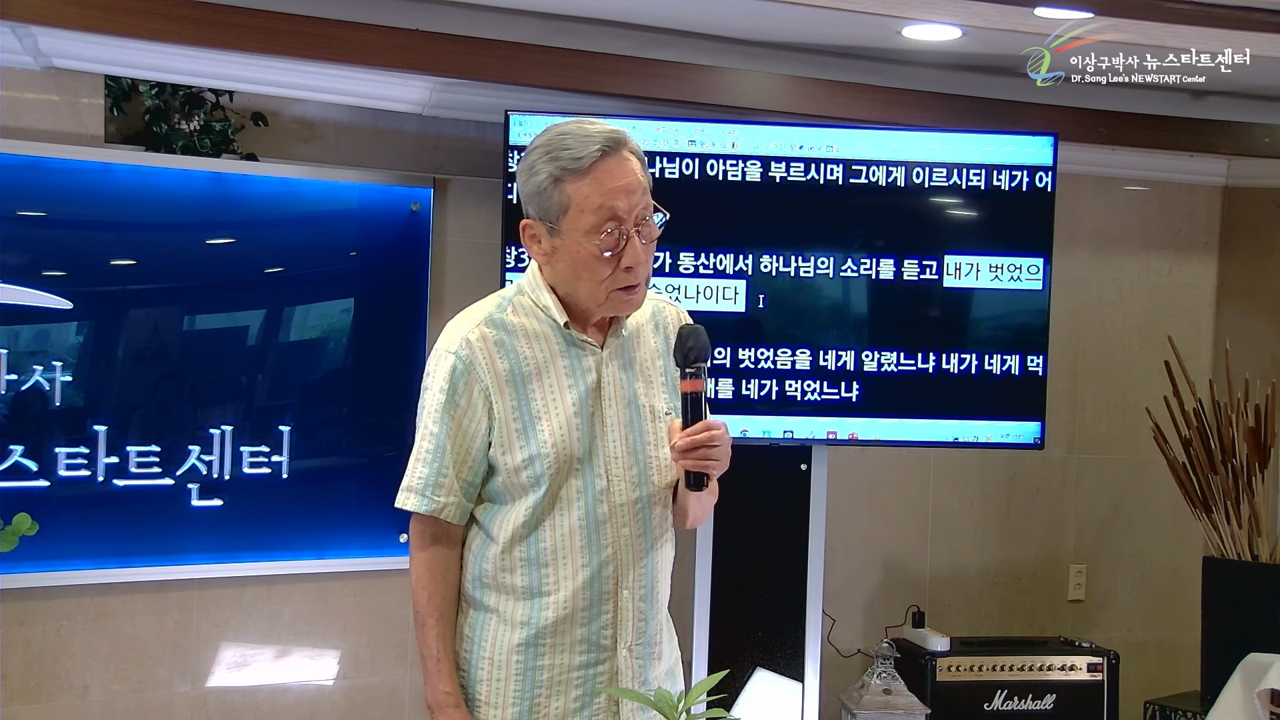 이상구박사 뉴스타트센터
Dr. Sang Lee's NEWSTART Center
나님이 아담을 부르시며 그에게 이르시되 네가 어
동산에서 하나님의 소리를 듣고 내가 벗었으
숨었나이다
의 벗었음을 네게 알렸느냐 내가 네게 먹
네가 먹었느냐
스타트센터
Marshall